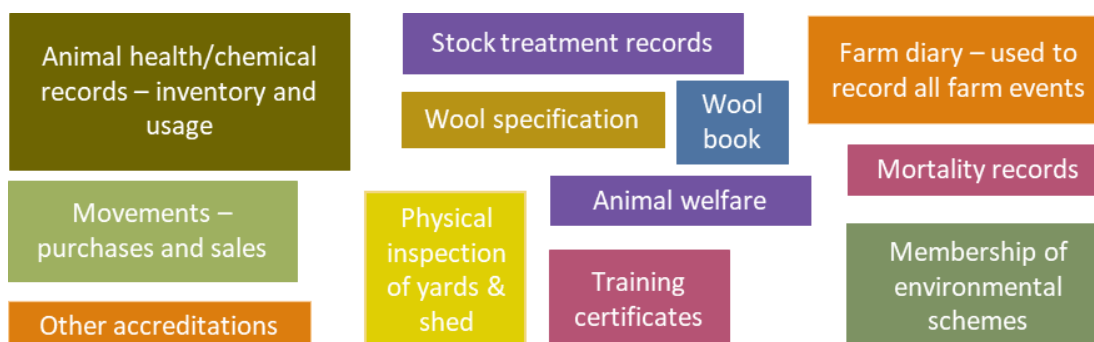 Animal health/chemical
records – inventory and
usage
Stock treatment records
Farm diary – used to
record all farm events
Wool specification
Wool
book
Mortality records
Movements –
purchases and sales
Physical
inspection
of yards &
shed
Animal welfare
Training
certificates
Membership of
environmental
schemes
Other accreditations